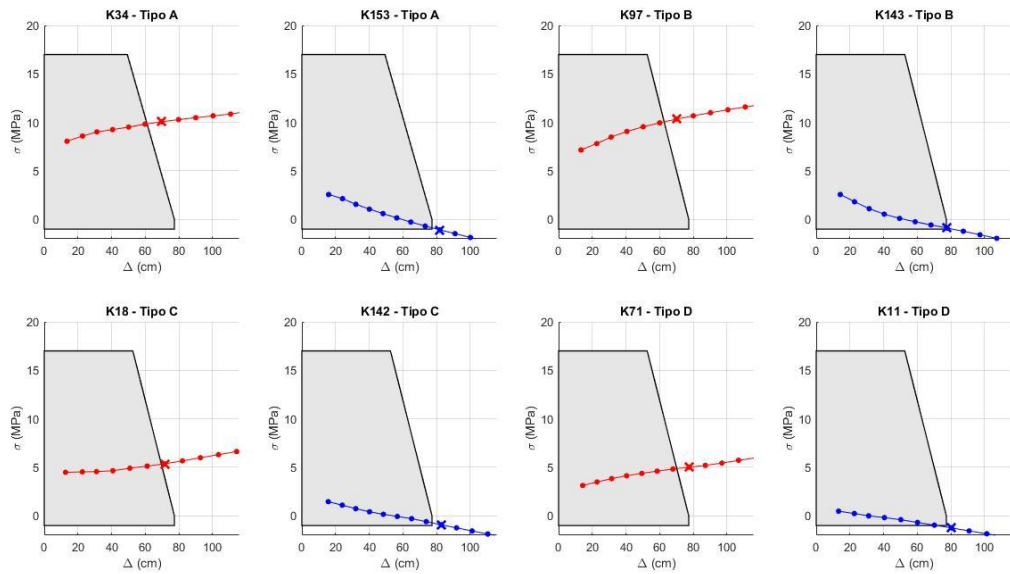 K34 - Tipo A
20
15
10
5
0
σ (MPa)
0 20 40 60 80 100
Δ (cm)
K153 - Tipo A
20
15
10
5
0
σ (MPa)
0 20 40 60 80 100
Δ (cm)
K97 - Tipo B
20
15
10
5
0
σ (MPa)
0 20 40 60 80 100
Δ (cm)
K143 - Tipo B
20
15
10
5
0
σ (MPa)
0 20 40 60 80 100
Δ (cm)
K18 - Tipo C
20
15
10
5
0
σ (MPa)
0 20 40 60 80 100
Δ (cm)
K142 - Tipo C
20
15
10
5
0
σ (MPa)
0 20 40 60 80 100
Δ (cm)
K71 - Tipo D
20
15
10
5
0
σ (MPa)
0 20 40 60 80 100
Δ (cm)
K11 - Tipo D
20
15
10
5
0
σ (MPa)
0 20 40 60 80 100
Δ (cm)